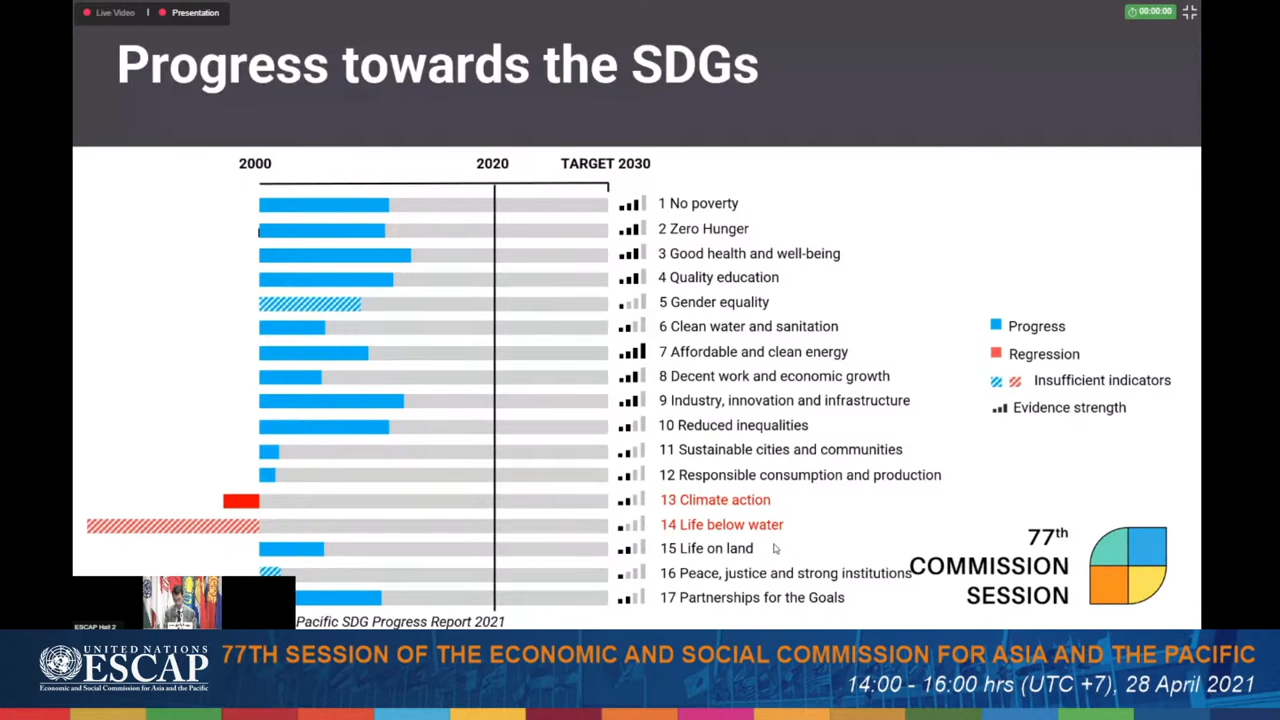 Live Video
Presentation
00:00:00
Progress towards the SDGs
2000 2020 TARGET 2030
1 No poverty
2 Zero Hunger
3 Good health and well-being
4 Quality education
5 Gender equality
6 Clean water and sanitation
7 Affordable and clean energy
8 Decent work and economic growth
9 Industry, innovation and infrastructure
10 Reduced inequalities
11 Sustainable cities and communities
12 Responsible consumption and production
13 Climate action
14 Life below water
15 Life on land
16 Peace, justice and strong institutions
17 Partnerships for the Goals
Progress
Regression
Insufficient indicators
Evidence strength
77th
COMMISSION
SESSION
Pacific SDG Progress Report 2021
ESCAP Hall 2
UNITED NATIONS
ESCAP
Economic and Social Commission for Asia and the Pacific
77TH SESSION OF THE ECONOMIC AND SOCIAL COMMISSION FOR ASIA AND THE PACIFIC
14:00 - 16:00 hrs (UTC +7), 28 April 2021